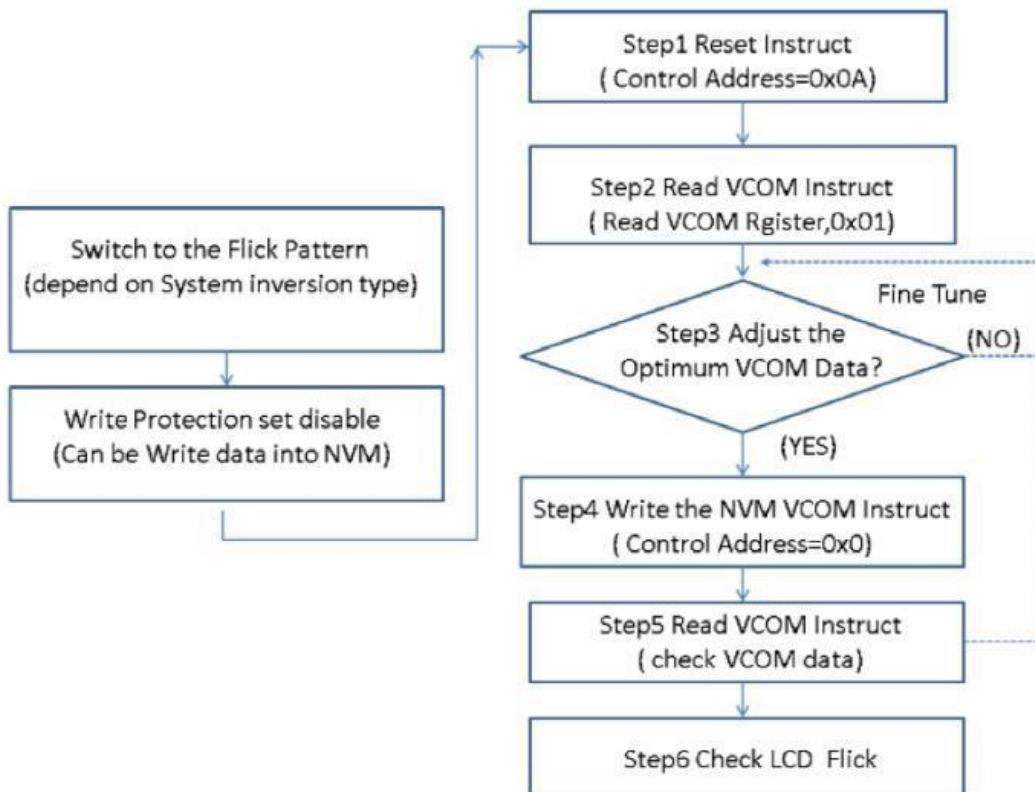 Switch to the Flick Pattern
(depend on System inversion type)
Write Protection set disable
(Can be Write data into NVM)
Step1 Reset Instruct
( Control Address=0x0A)
Step2 Read VCOM Instruct
( Read VCOM Rgister,0x01)
Fine Tune
Step3 Adjust the
Optimum VCOM Data?
(NO)
(YES)
Step4 Write the NVM VCOM Instruct
( Control Address=0x0)
Step5 Read VCOM Instruct
( check VCOM data)
Step6 Check LCD  Flick